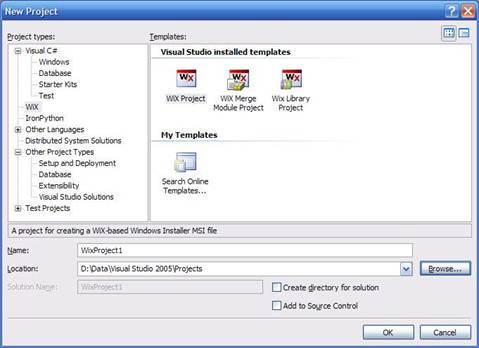 New Project
Project types:
Templates:
Visual C#
Windows
Database
Starter Kits
Test
WiX
IronPython
Other Languages
Distributed System Solutions
Other Project Types
Setup and Deployment
Database
Extensibility
Visual Studio Solutions
Test Projects
Visual Studio installed templates
WiX Project
WiX Merge
Module Project
WiX Library
Project
My Templates
Search Online
Templates...
A project for creating a WiX-based Windows Installer MSI file
Name:
WixProject1
Location:
D:\Data\Visual Studio 2005\Projects
Browse...
Solution Name:
WixProject1
Create directory for solution
Add to Source Control
OK
Cancel